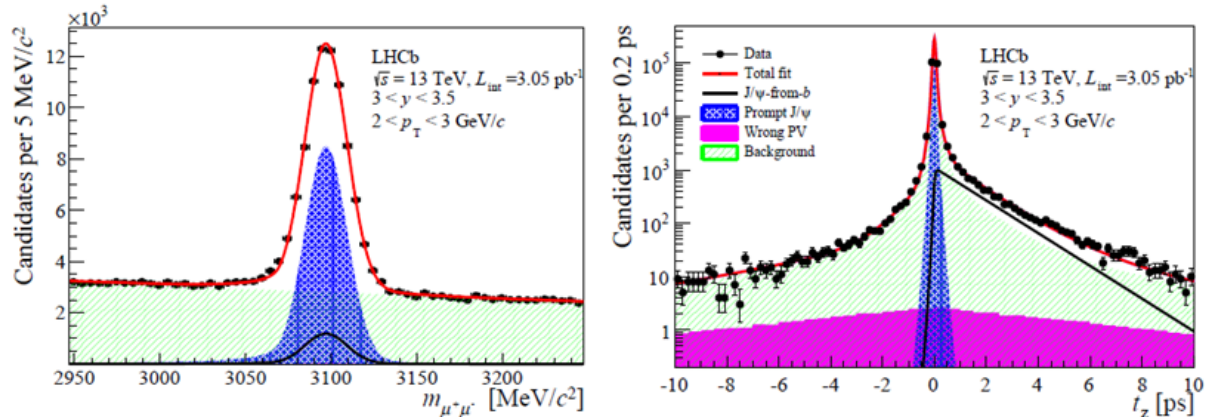 ×10³
Candidates per 5 MeV/c²
12
10
8
6
4
2
LHCb
√s = 13 TeV, L_int =3.05 pb⁻¹
3 < y < 3.5
2 < p_T < 3 GeV/c
2950
3000
3050
3100
3150
3200
m_μ⁺μ⁻ [MeV/c²]
Candidates per 0.2 ps
10⁵
10⁴
10³
10²
10
1
Data
Total fit
J/ψ-from-b
Prompt J/ψ
Wrong PV
Background
LHCb
√s = 13 TeV, L_int =3.05 pb⁻¹
3 < y < 3.5
2 < p_T < 3 GeV/c
-10 -8 -6 -4 -2 0 2 4 6 8 10
t_z [ps]